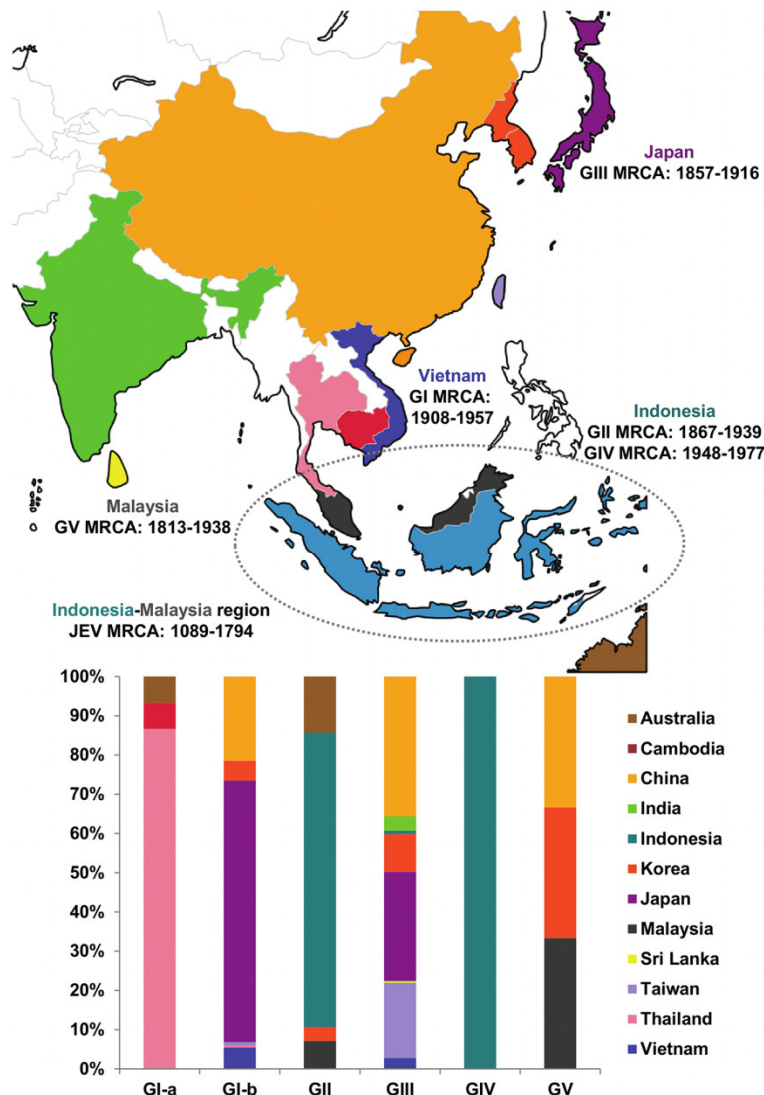 Japan
GIII MRCA: 1857-1916
Vietnam
GI MRCA:
1908-1957
Indonesia
GII MRCA: 1867-1939
GIV MRCA: 1948-1977
Malaysia
GV MRCA: 1813-1938
Indonesia-Malaysia region
JEV MRCA: 1089-1794
100%
90%
80%
70%
60%
50%
40%
30%
20%
10%
0%
GI-a GI-b GII GIII GIV GV
Australia
Cambodia
China
India
Indonesia
Korea
Japan
Malaysia
Sri Lanka
Taiwan
Thailand
Vietnam